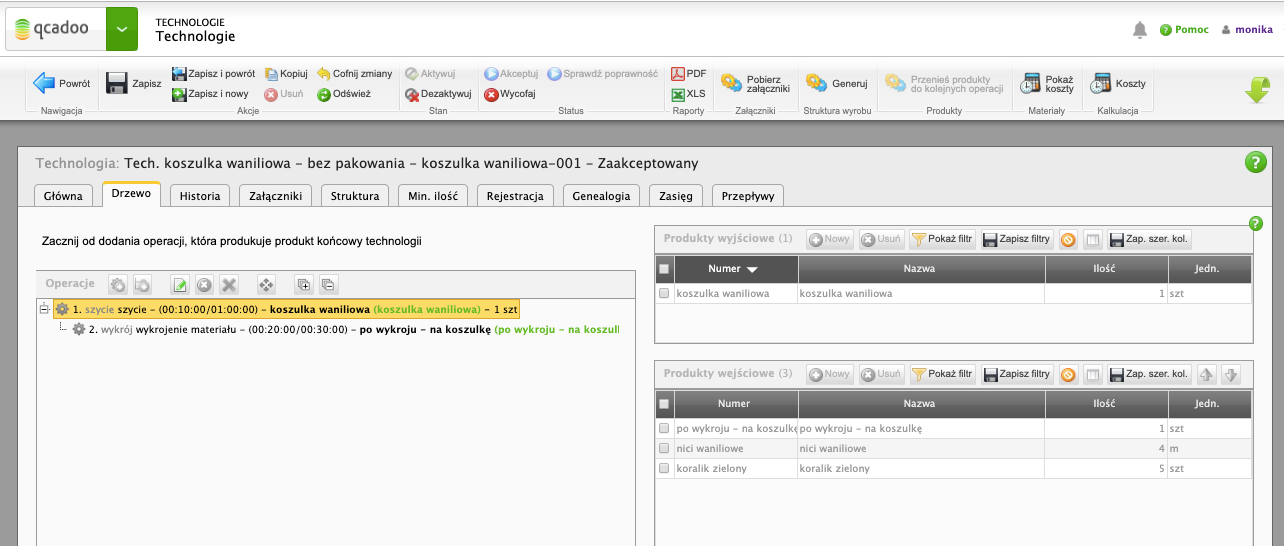 qcadoo
TECHNOLOGIE
Technologie
Pomoc
monika
Powrót
Zapisz
Zapisz i powrót
Kopiuj
Cofnij zmiany
Zapisz i nowy
Usuń
Odśwież
Aktywuj
Dezaktywuj
Akceptuj
Sprawdź poprawność
Wycofaj
PDF
XLS
Pobierz
załączniki
Generuj
Przenieś produkty
do kolejnych operacji
Pokaż
koszty
Koszty
Nawigacja
Akcje
Stan
Status
Raporty
Załączniki
Struktura wyrobu
Produkty
Materiały
Kalkulacja
Technologia: Tech. koszulka waniliowa - bez pakowania - koszulka waniliowa-001 - Zaakceptowany
Główna
Drzewo
Historia
Załączniki
Struktura
Min. ilość
Rejestracja
Genealogia
Zasięg
Przepływy
Zacznij od dodania operacji, która produkuje produkt końcowy technologii
Operacje
1. szycie szycie - (00:10:00/01:00:00) - koszulka waniliowa (koszulka waniliowa) - 1 szt
2. wykrój wykrojenie materiału - (00:20:00/00:30:00) - po wykroju - na koszulkę (po wykroju - na koszull
Produkty wyjściowe (1)
Nowy
Usuń
Pokaż filtr
Zapisz filtry
Zap. szer. kol.
Numer Nazwa Ilość Jedn.
koszulka waniliowa koszulka waniliowa 1 szt
Produkty wejściowe (3)
Nowy
Usuń
Pokaż filtr
Zapisz filtry
Zap. szer. kol.
Numer Nazwa Ilość Jedn.
po wykroju - na koszulkę po wykroju - na koszulkę 1 szt
nici waniliowe nici waniliowe 4 m
koralik zielony koralik zielony 5 szt